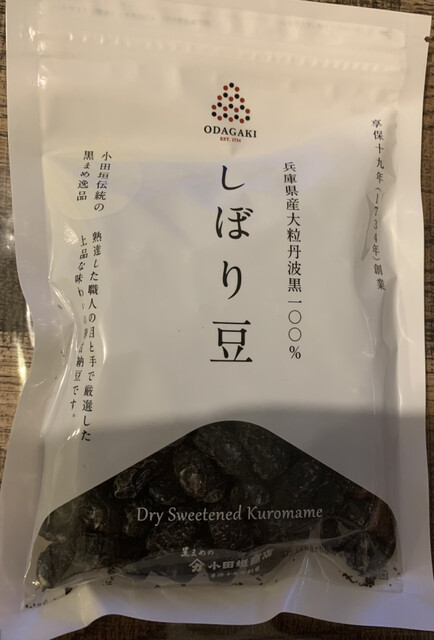 ODAGAKI
EST. 1734
享保十九年(1734年)創業
兵庫県産大粒丹波黒一〇〇%
しぼり豆
小田垣伝統の
黒まめ逸品
熟達した職人の目と手で厳選した
上品な味わい 納豆です。
Dry Sweetened Kuromame
黒まめの
小田垣商店